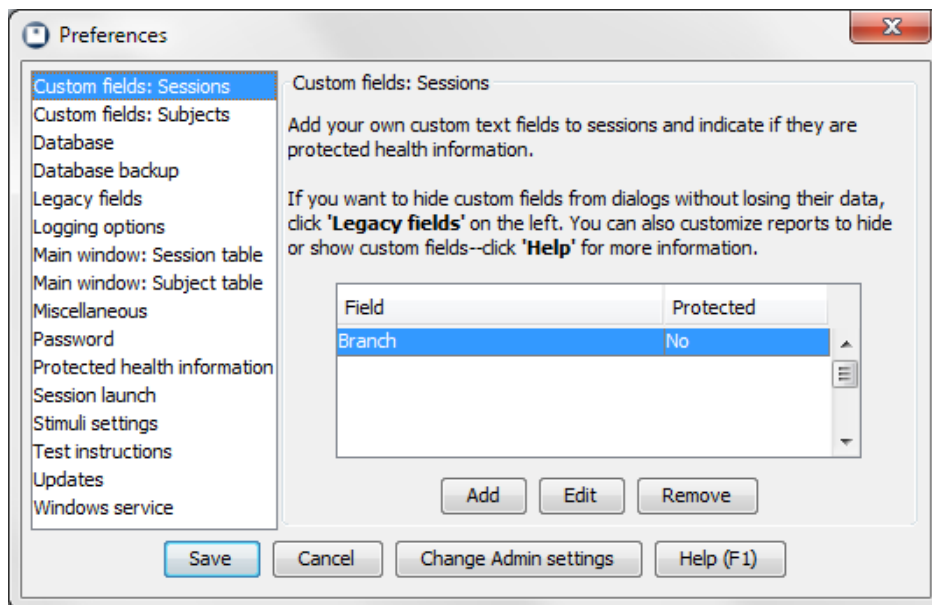 Preferences
Custom fields: Sessions
Custom fields: Subjects
Database
Database backup
Legacy fields
Logging options
Main window: Session table
Main window: Subject table
Miscellaneous
Password
Protected health information
Session launch
Stimuli settings
Test instructions
Updates
Windows service
Custom fields: Sessions
Add your own custom text fields to sessions and indicate if they are
protected health information.
If you want to hide custom fields from dialogs without losing their data,
click 'Legacy fields' on the left. You can also customize reports to hide
or show custom fields--click 'Help' for more information.
Field Protected
Branch No
Add Edit Remove
Save Cancel Change Admin settings Help (F1)